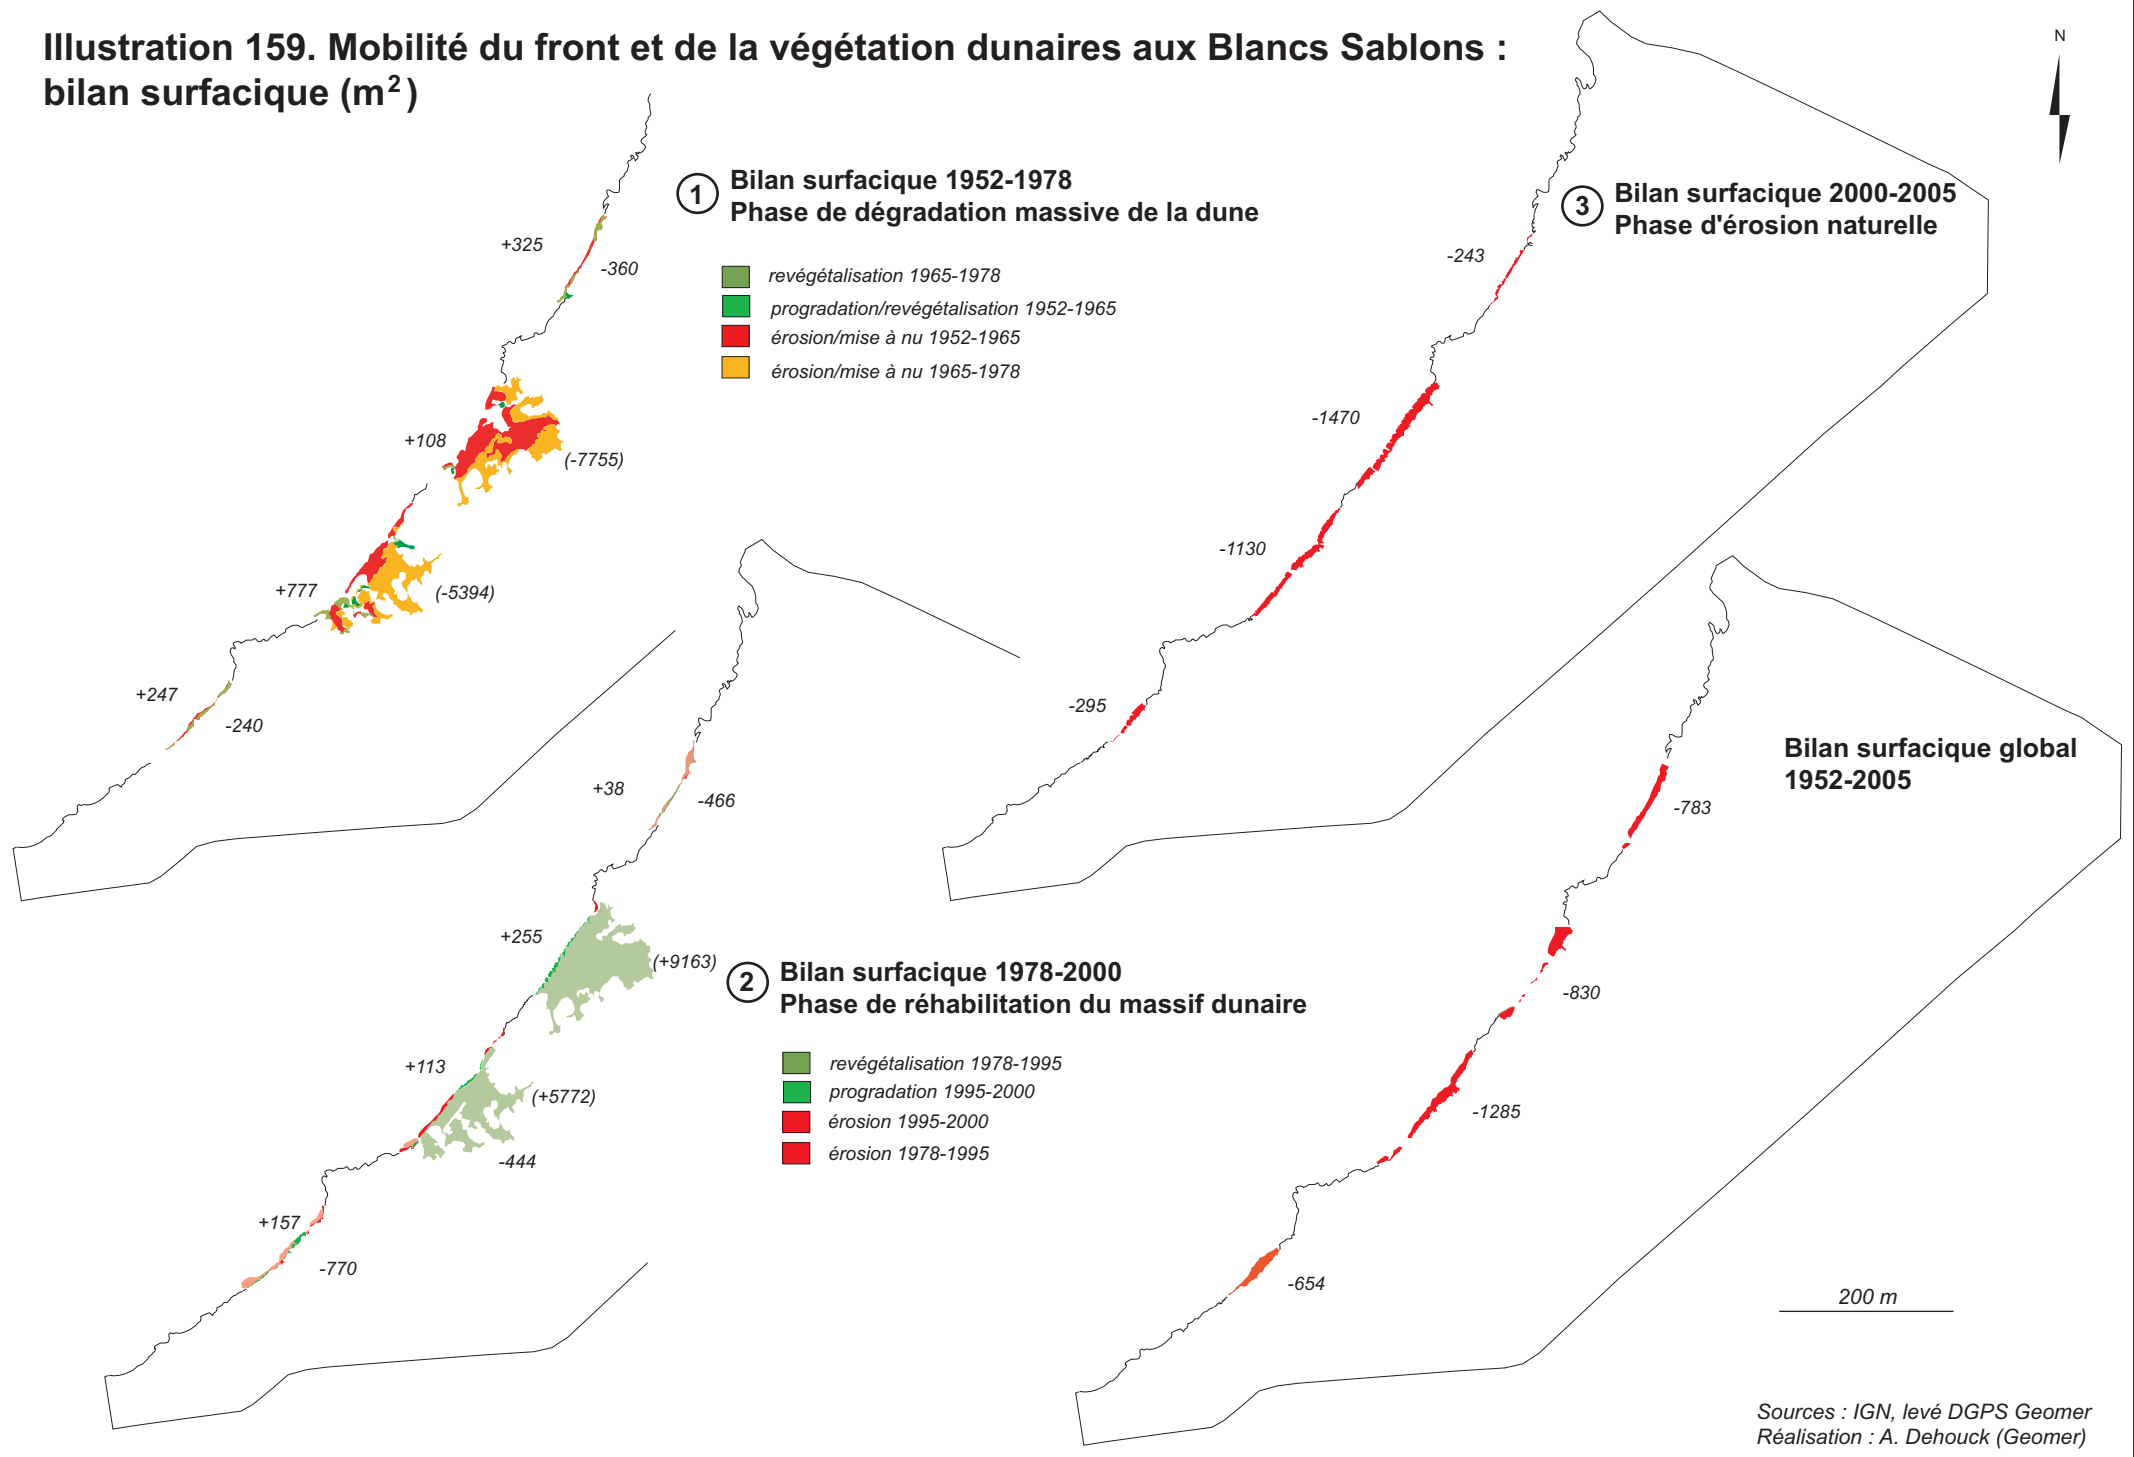 Illustration 159. Mobilité du front et de la végétation dunaires aux Blancs Sablons :
bilan surfacique (m²)
N
1
Bilan surfacique 1952-1978
Phase de dégradation massive de la dune
revégétalisation 1965-1978
progradation/revégétalisation 1952-1965
érosion/mise à nu 1952-1965
érosion/mise à nu 1965-1978
+325
-360
+108
(-7755)
+777
(-5394)
+247
-240
3
Bilan surfacique 2000-2005
Phase d'érosion naturelle
-243
-1470
-1130
-295
2
Bilan surfacique 1978-2000
Phase de réhabilitation du massif dunaire
revégétalisation 1978-1995
progradation 1995-2000
érosion 1995-2000
érosion 1978-1995
+38
-466
+255
(+9163)
+113
(+5772)
-444
+157
-770
Bilan surfacique global
1952-2005
-783
-830
-1285
-654
200 m
Sources : IGN, levé DGPS Geomer
Réalisation : A. Dehouck (Geomer)